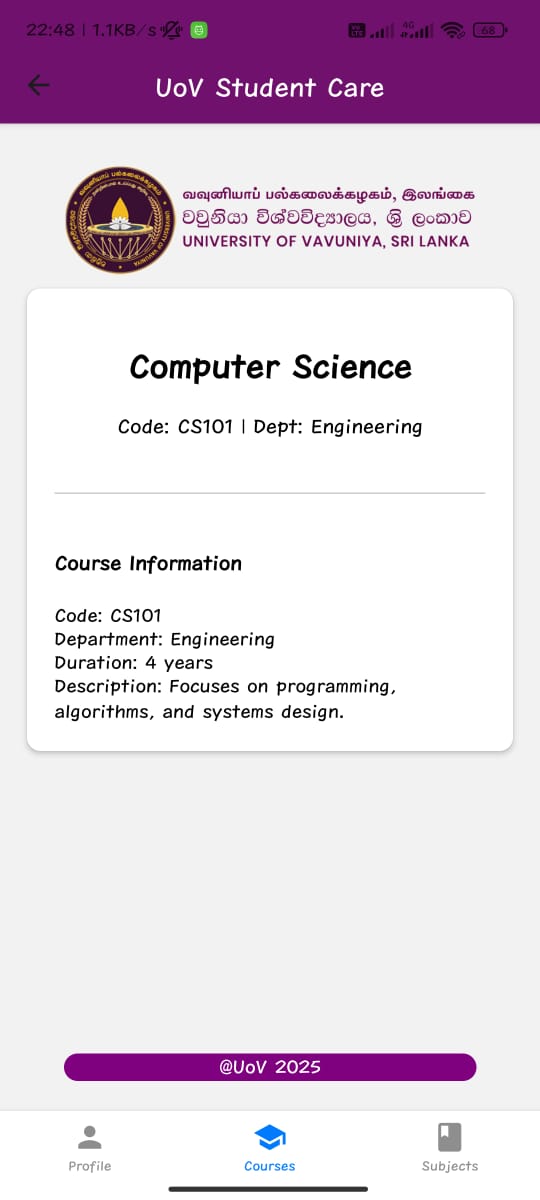 22:48 | 1.1KB/s
4G
68
UoV Student Care
வவுனியாப் பல்கலைக்கழகம், இலங்கை
වවුනියා විශ්වවිද්‍යාලය, ශ්‍රි ලංකාව
UNIVERSITY OF VAVUNIYA, SRI LANKA
Computer Science
Code: CS101 | Dept: Engineering
Course Information
Code: CS101
Department: Engineering
Duration: 4 years
Description: Focuses on programming,
algorithms, and systems design.
@UoV 2025
Profile
Courses
Subjects